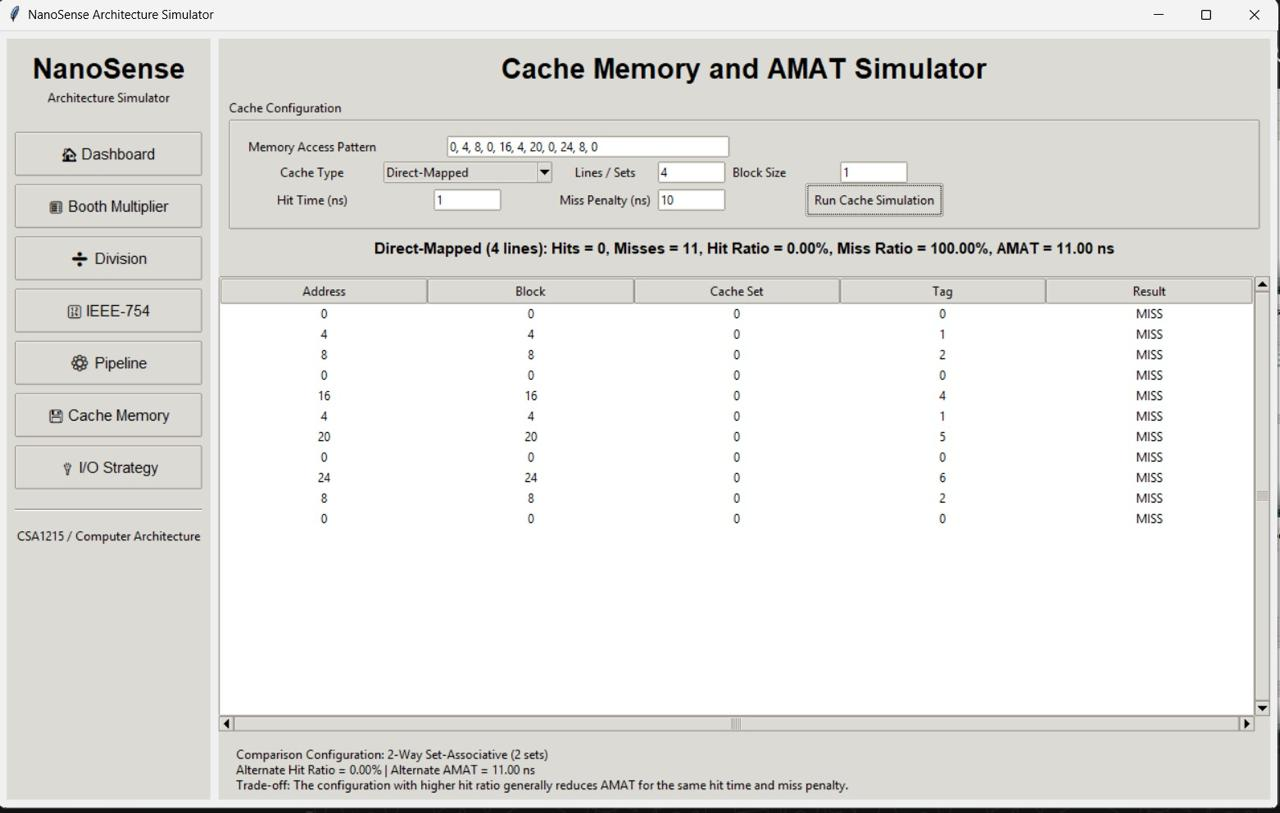 NanoSense Architecture Simulator
NanoSense
Architecture Simulator
Dashboard
Booth Multiplier
Division
IEEE-754
Pipeline
Cache Memory
I/O Strategy
CSA1215 / Computer Architecture
Cache Memory and AMAT Simulator
Cache Configuration
Memory Access Pattern 0, 4, 8, 0, 16, 4, 20, 0, 24, 8, 0
Cache Type Direct-Mapped Lines / Sets 4 Block Size 1
Hit Time (ns) 1 Miss Penalty (ns) 10 Run Cache Simulation
Direct-Mapped (4 lines): Hits = 0, Misses = 11, Hit Ratio = 0.00%, Miss Ratio = 100.00%, AMAT = 11.00 ns
Address Block Cache Set Tag Result
0 0 0 0 MISS
4 4 0 1 MISS
8 8 0 2 MISS
0 0 0 0 MISS
16 16 0 4 MISS
4 4 0 1 MISS
20 20 0 5 MISS
0 0 0 0 MISS
24 24 0 6 MISS
8 8 0 2 MISS
0 0 0 0 MISS
Comparison Configuration: 2-Way Set-Associative (2 sets)
Alternate Hit Ratio = 0.00% | Alternate AMAT = 11.00 ns
Trade-off: The configuration with higher hit ratio generally reduces AMAT for the same hit time and miss penalty.